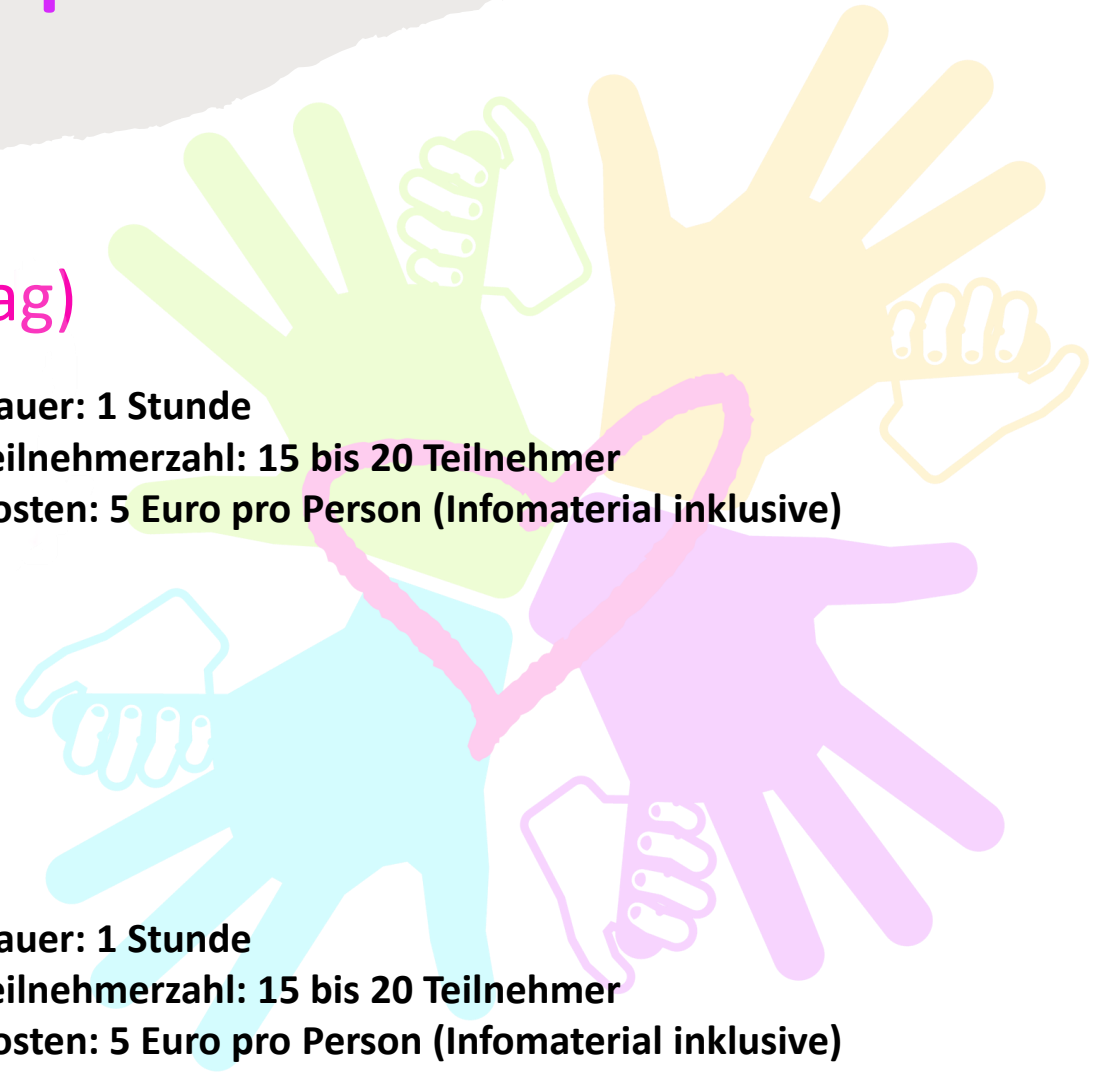 ag)
auer: 1 Stunde
eilnehmerzahl: 15 bis 20 Teilnehmer
osten: 5 Euro pro Person (Infomaterial inklusive)
auer: 1 Stunde
eilnehmerzahl: 15 bis 20 Teilnehmer
osten: 5 Euro pro Person (Infomaterial inklusive)